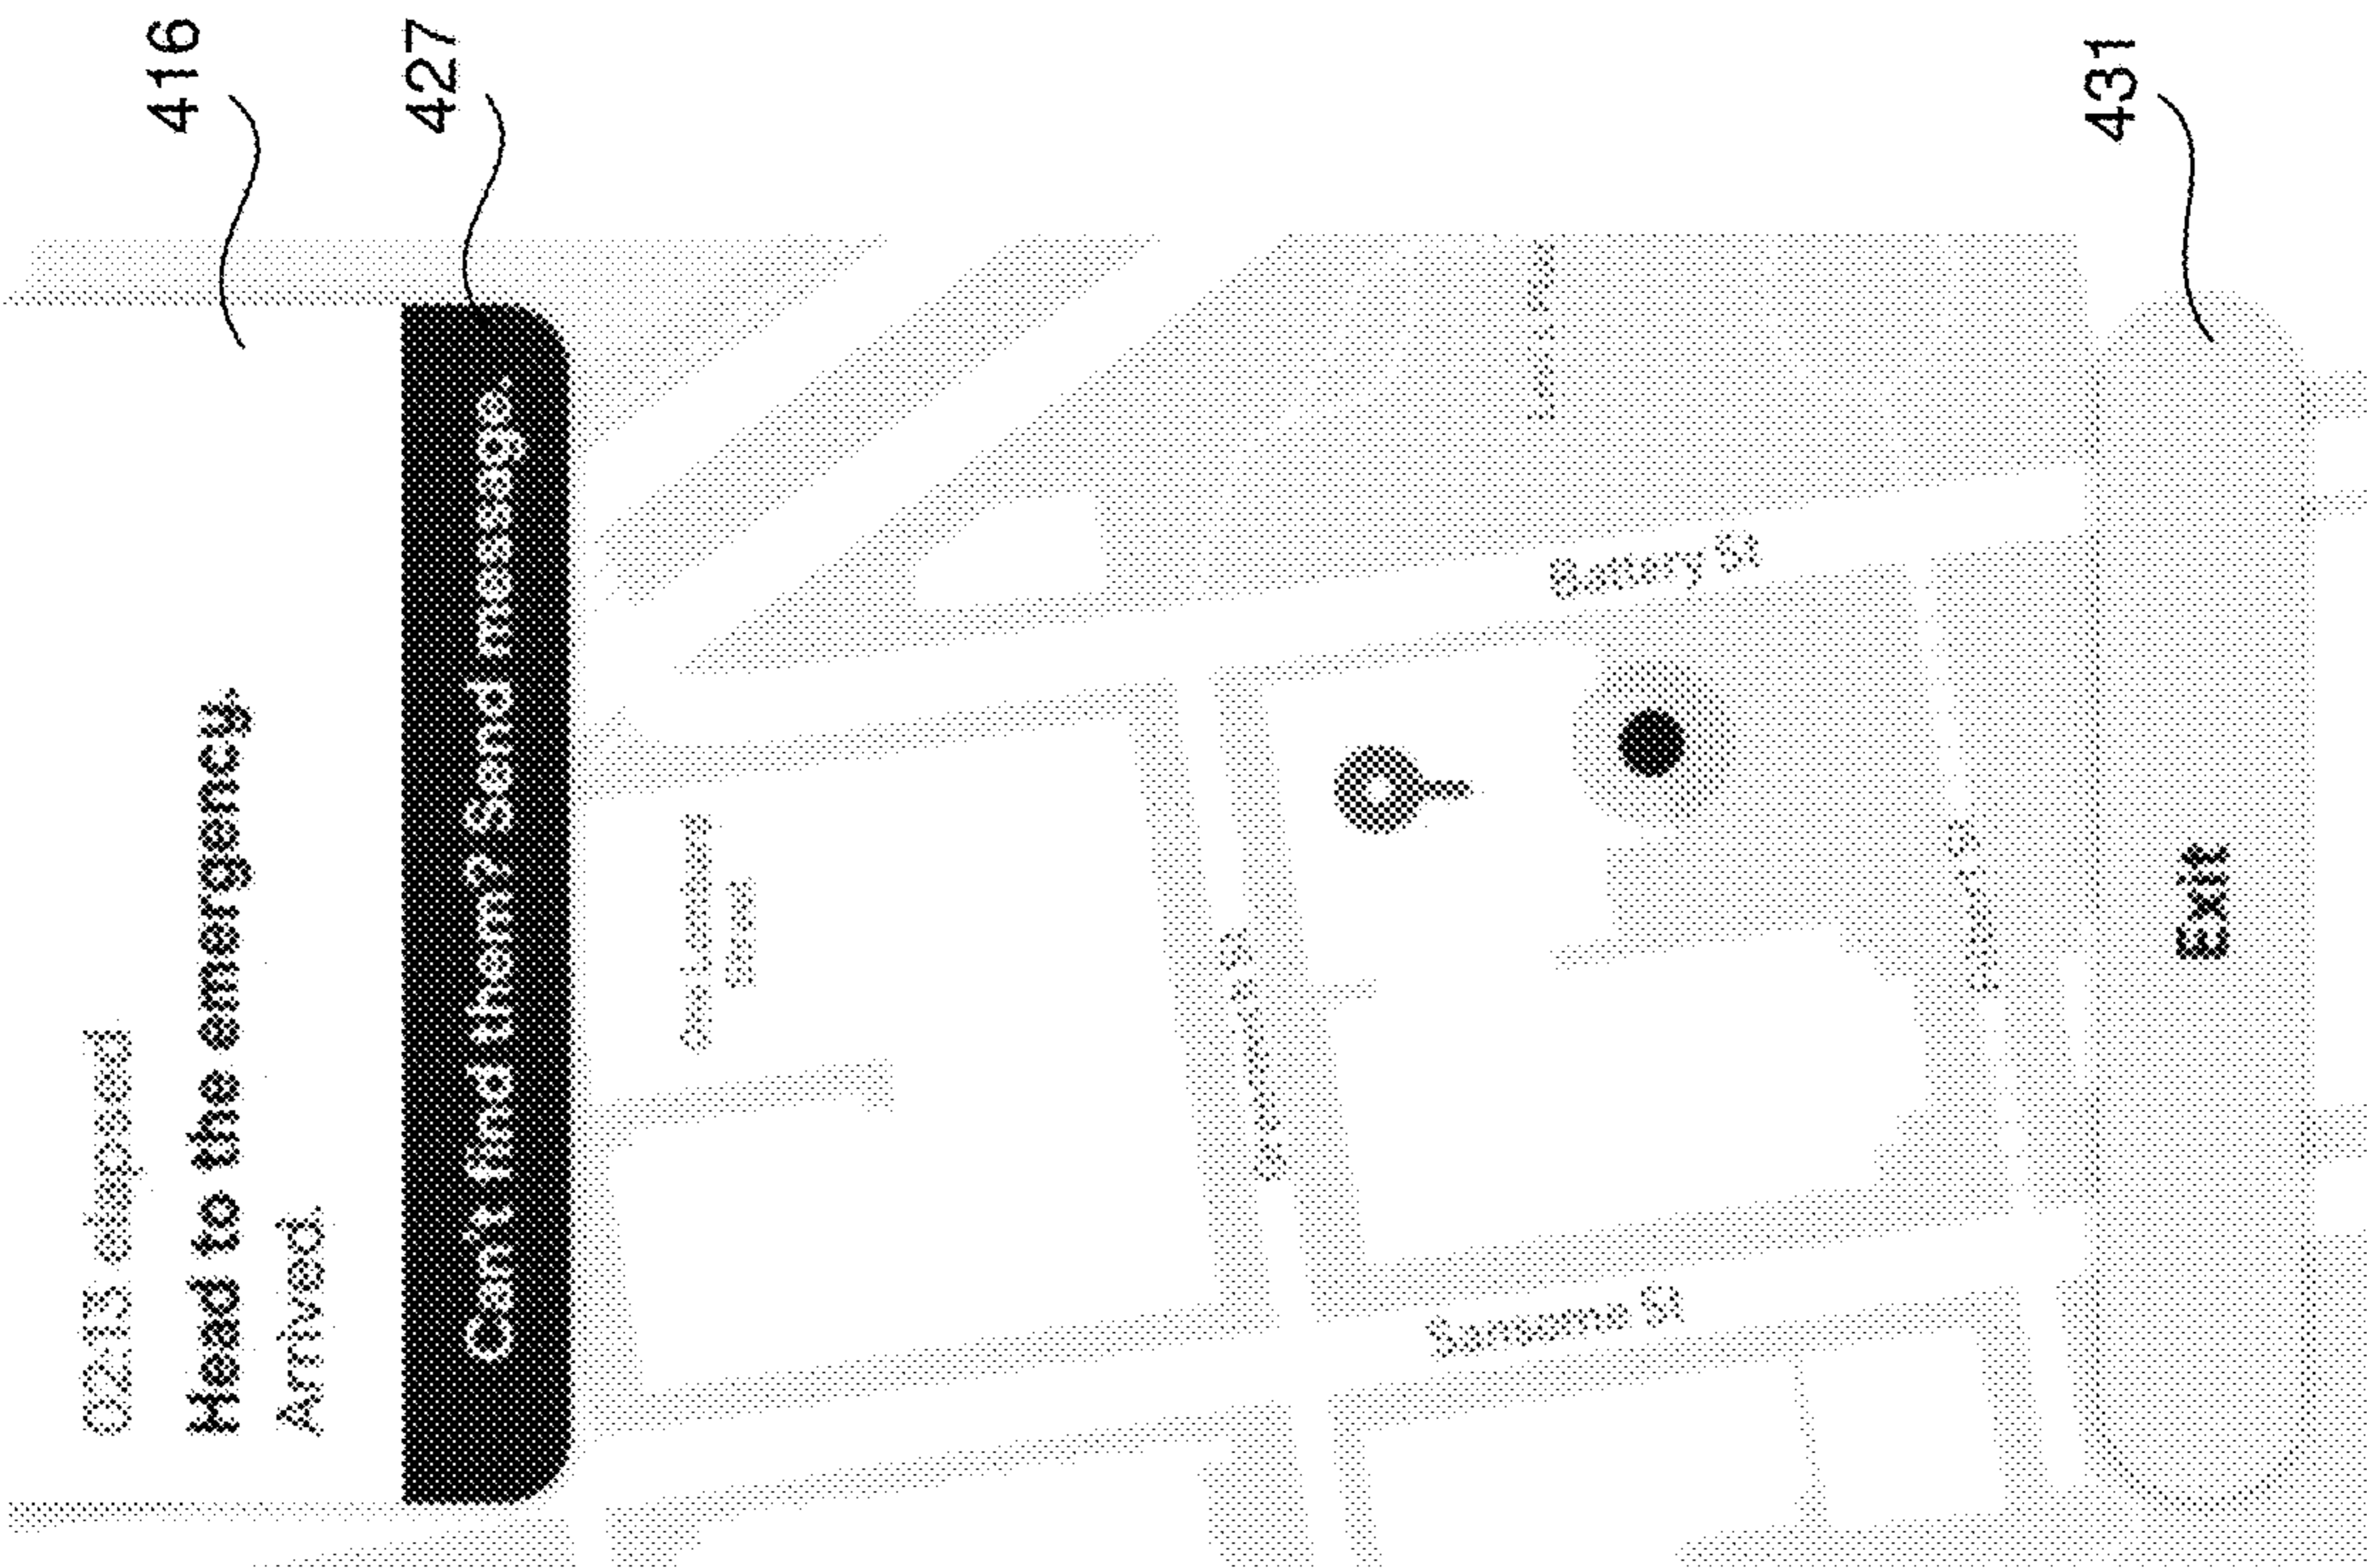 02:13 elapsed
416
Head to the emergency.
Arrived.
427
Can't find them? Send message.
Battery St
Sansome St
431
Exit